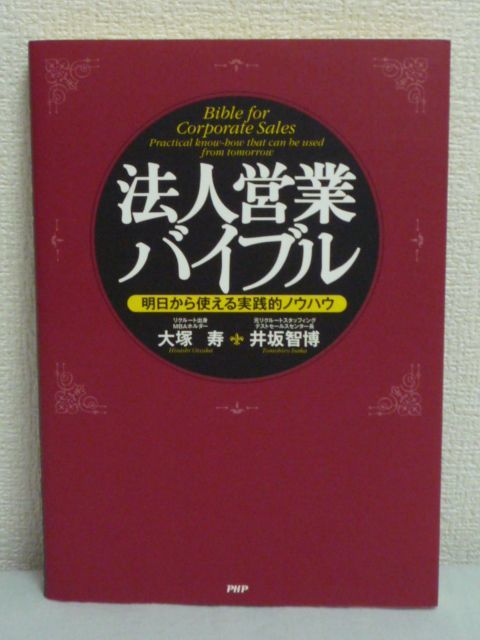 Bible for
Corporate Sales
Practical know-how that can be used
from tomorrow
法人営業
バイブル
明日から使える実践的ノウハウ
リクルート出身
MBAホルダー
大塚 寿
Hisashi Otsuka
元リクルートスタッフィング
テストセールスセンター長
井坂智博
Tomohiro Isaka
PHP